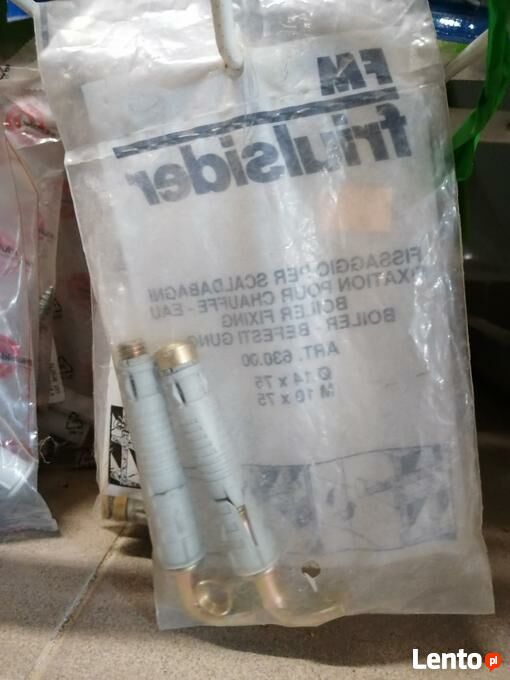 FM
friulsider
FISSAGGIO PER SCALDABAGNI
FIXATION POUR CHAUFFE - EAU
BOILER FIXING
BOILER - BEFESTIGUNG
ART. 630.00
Ø 14 x 75
M 10 x 75
Lento pl